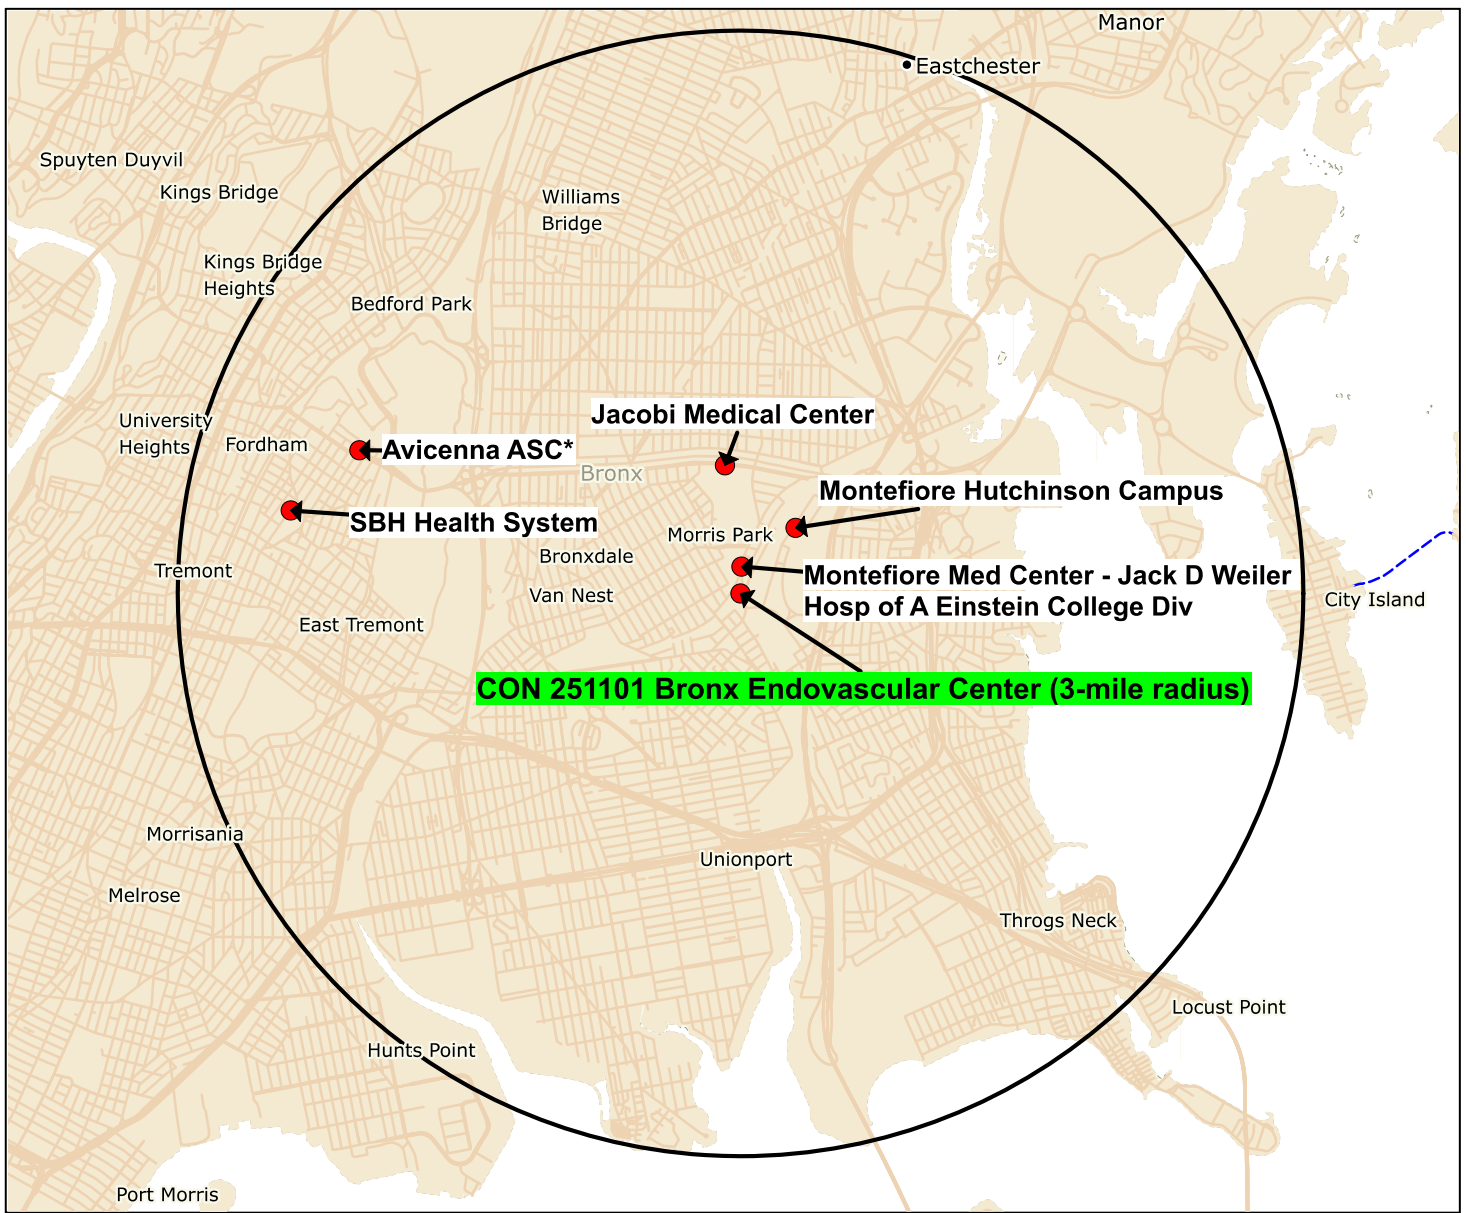 Manor
Eastchester
Spuyten Duyvil
Kings Bridge
Williams
Bridge
Kings Bridge
Heights
Bedford Park
Jacobi Medical Center
University
Heights
Fordham
Avicenna ASC*
Bronx
Montefiore Hutchinson Campus
SBH Health System
Morris Park
Bronxdale
Tremont
Montefiore Med Center - Jack D Weiler
Hosp of A Einstein College Div
Van Nest
City Island
East Tremont
CON 251101 Bronx Endovascular Center (3-mile radius)
Morrisania
Unionport
Melrose
Throgs Neck
Locust Point
Hunts Point
Port Morris